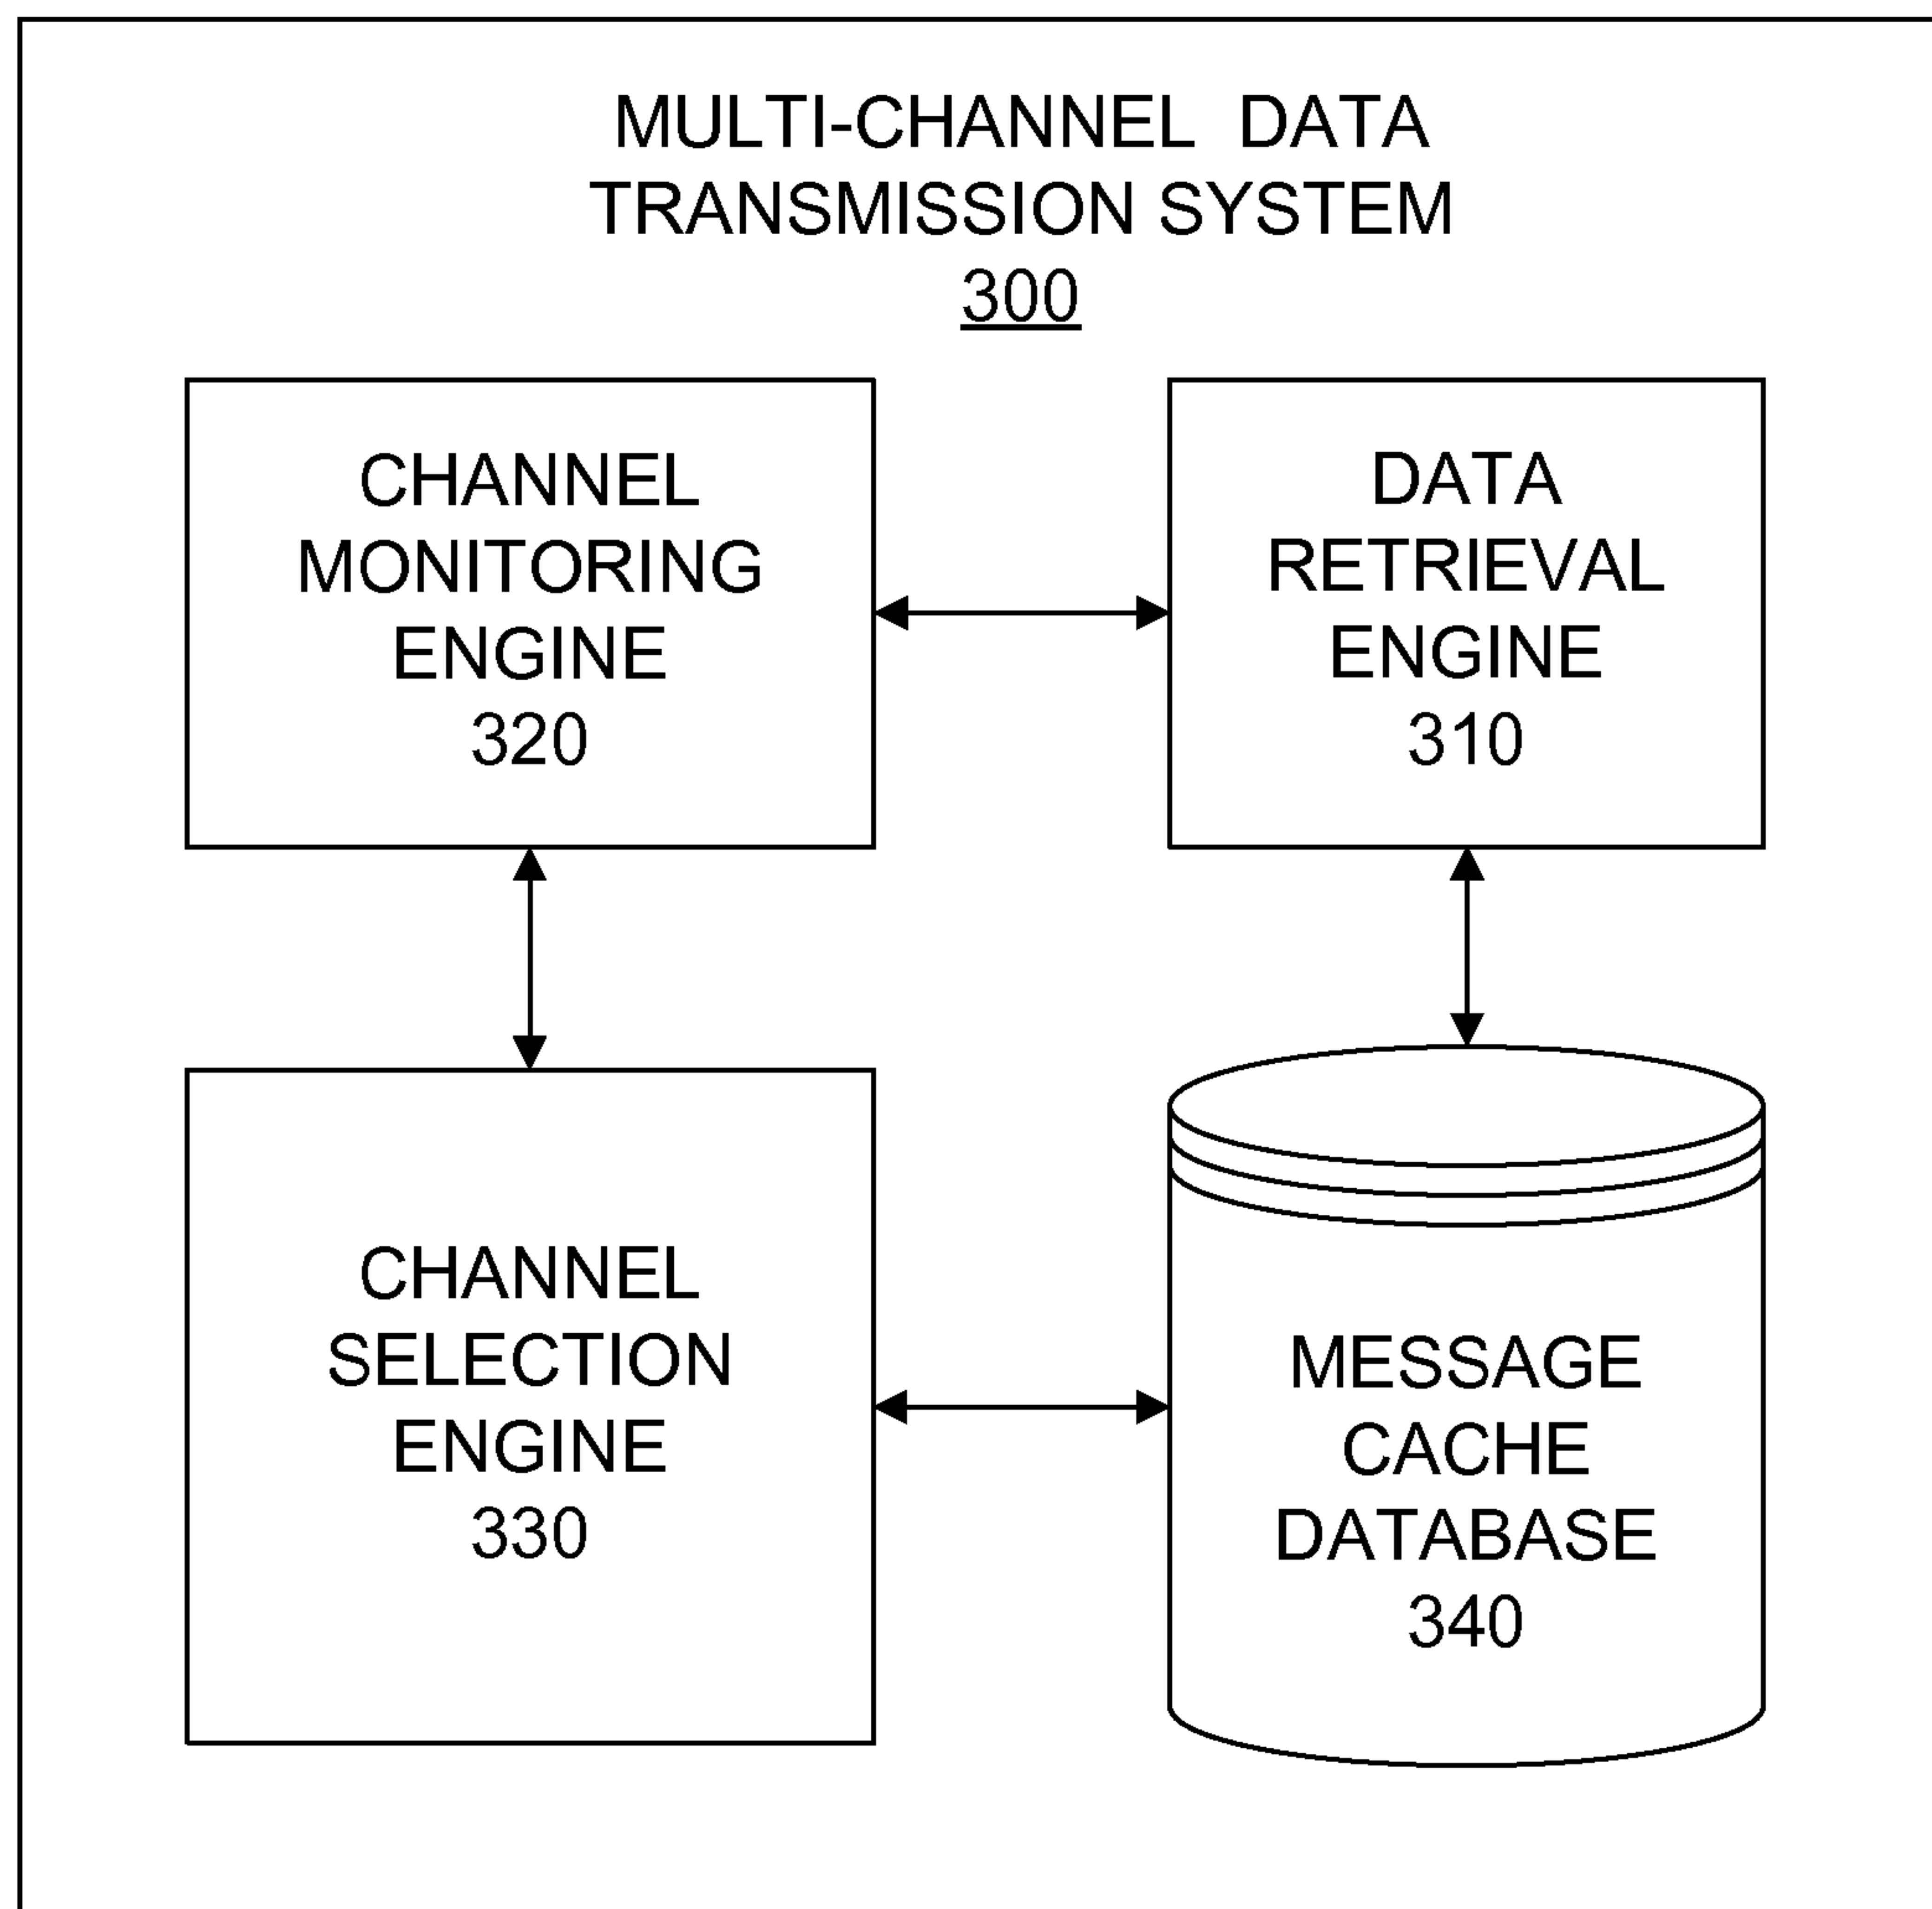 MULTI-CHANNEL DATA
TRANSMISSION SYSTEM
300
CHANNEL
MONITORING
ENGINE
320
DATA
RETRIEVAL
ENGINE
310
CHANNEL
SELECTION
ENGINE
330
MESSAGE
CACHE
DATABASE
340